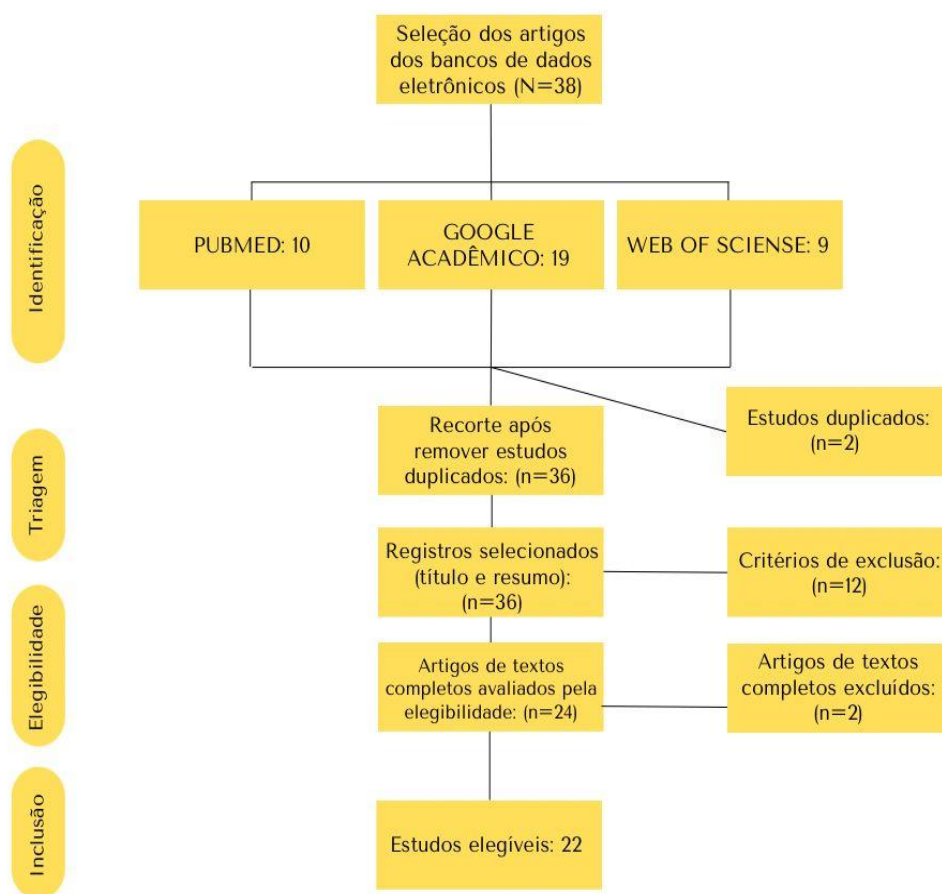 Seleção dos artigos
dos bancos de dados
eletrônicos (N=38)
Identificação
PUBMED: 10
GOOGLE
ACADÊMICO: 19
WEB OF SCIENSE: 9
Triagem
Recorte após
remover estudos
duplicados: (n=36)
Estudos duplicados:
(n=2)
Registros selecionados
(título e resumo):
(n=36)
Critérios de exclusão:
(n=12)
Elegibilidade
Artigos de textos
completos avaliados pela
elegibilidade: (n=24)
Artigos de textos
completos excluídos:
(n=2)
Inclusão
Estudos elegíveis: 22